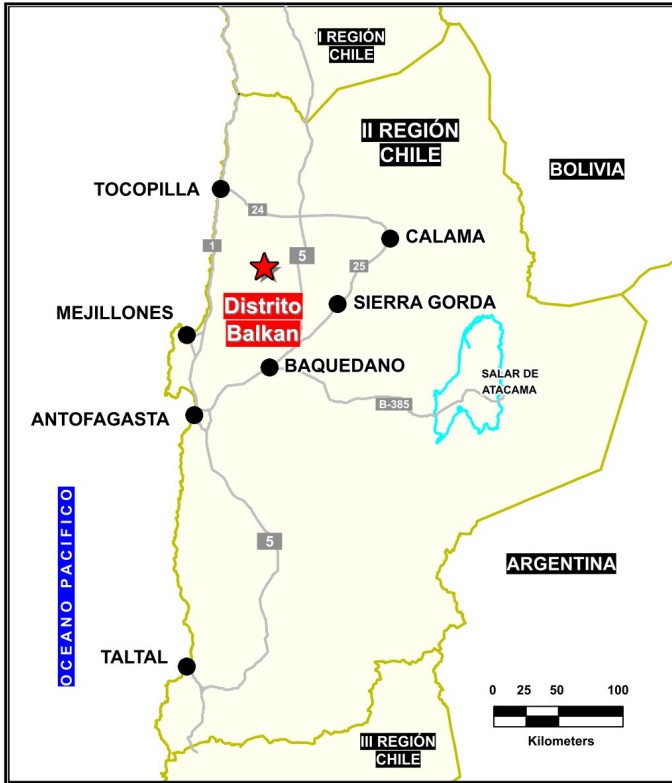 I REGIÓN
CHILE
II REGIÓN
CHILE
BOLIVIA
TOCOPILLA
24
CALAMA
1
5
25
Distrito
Balkan
SIERRA GORDA
MEJILLONES
BAQUEDANO
SALAR DE
ATACAMA
B-385
ANTOFAGASTA
OCEANO PACIFICO
5
ARGENTINA
TALTAL
0 25 50 100
Kilometers
III REGIÓN
CHILE